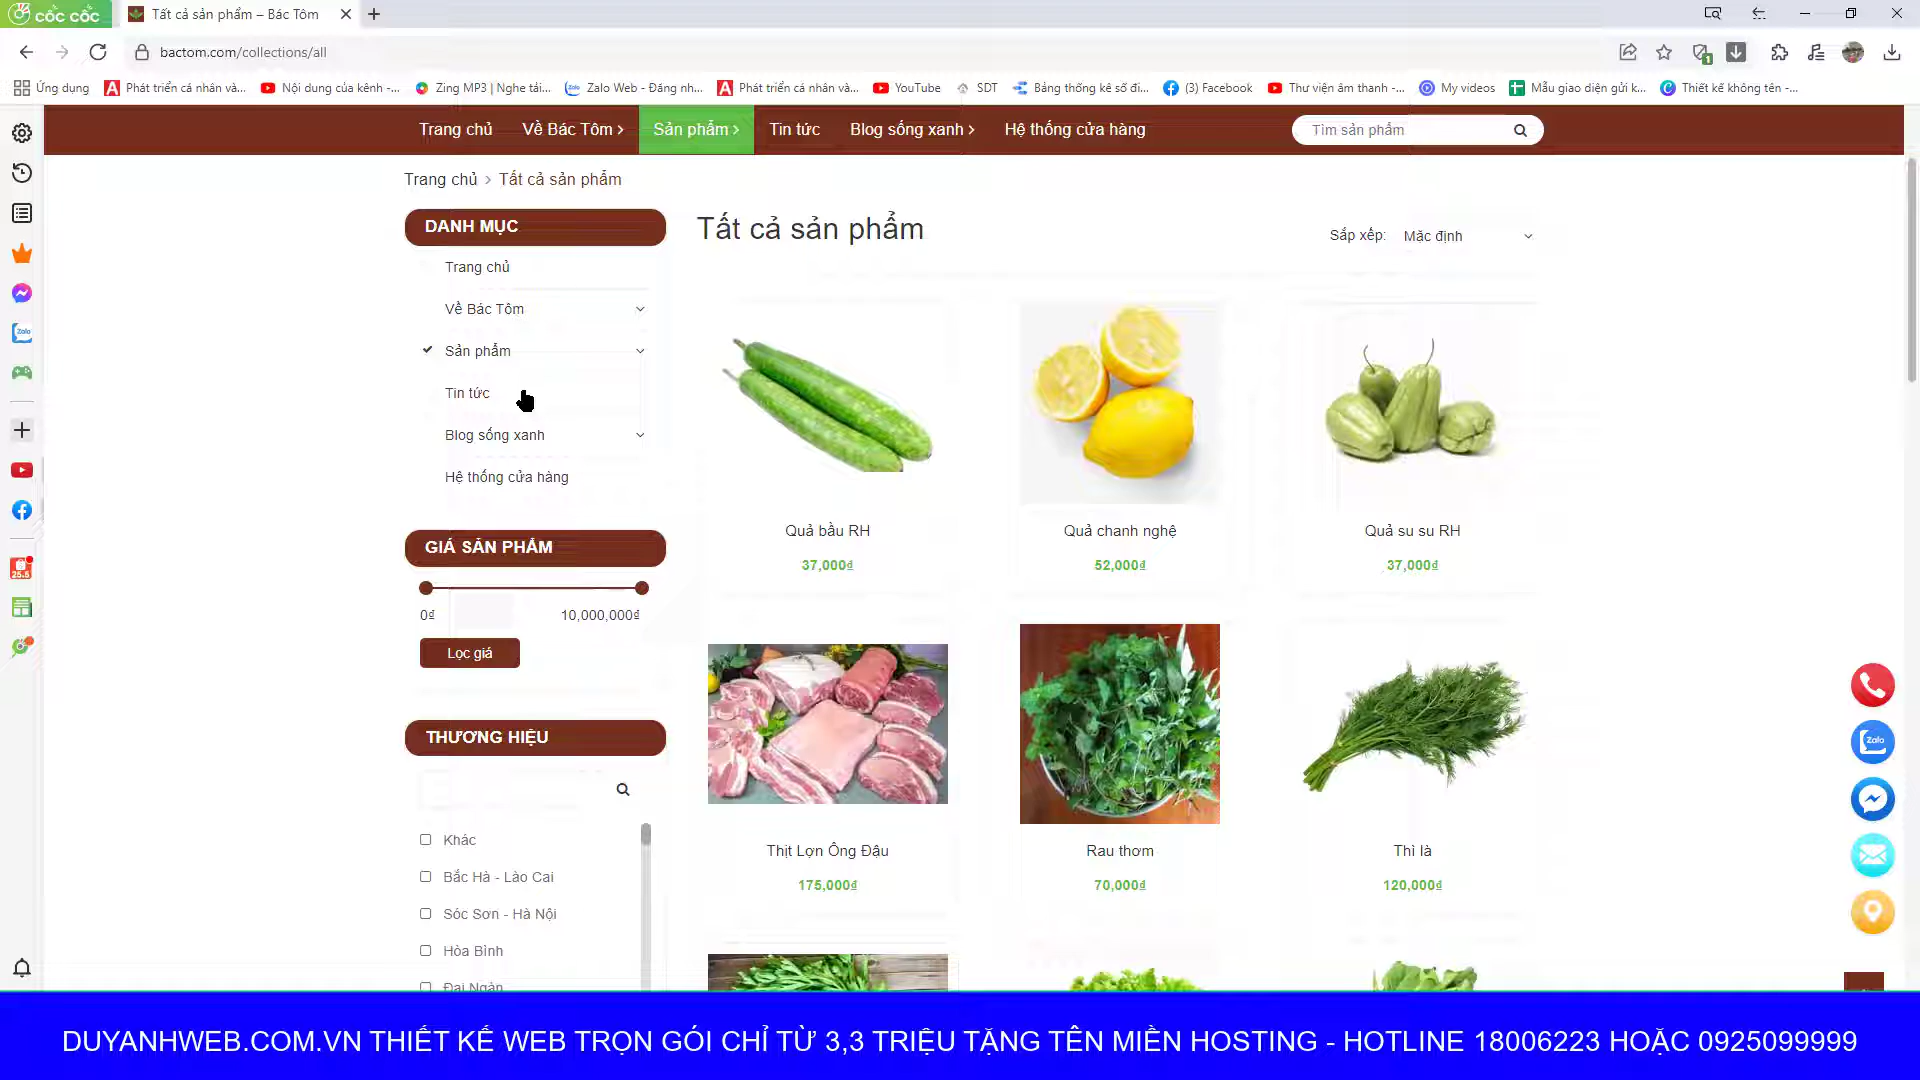 cốc cốc
Tất cả sản phẩm – Bác Tôm
bactom.com/collections/all
Ứng dụng
Phát triển cá nhân và...
Nội dung của kênh -...
Zing MP3 | Nghe tải...
Zalo Web - Đăng nh...
Phát triển cá nhân và...
YouTube
SDT
Bảng thống kê số đi...
(3) Facebook
Thư viện âm thanh -...
My videos
Mẫu giao diện gửi k...
Thiết kế không tên -...
Trang chủ
Về Bác Tôm
Sản phẩm
Tin tức
Blog sống xanh
Hệ thống cửa hàng
Tìm sản phẩm
Trang chủ > Tất cả sản phẩm
DANH MỤC
Trang chủ
Về Bác Tôm
Sản phẩm
Tin tức
Blog sống xanh
Hệ thống cửa hàng
GIÁ SẢN PHẨM
0₫
10,000,000₫
Lọc giá
THƯƠNG HIỆU
Khác
Bắc Hà - Lào Cai
Sóc Sơn - Hà Nội
Hòa Bình
Đại Ngàn
Tất cả sản phẩm
Sắp xếp: Mặc định
Quả bầu RH
37,000₫
Quả chanh nghệ
52,000₫
Quả su su RH
37,000₫
Thịt Lợn Ông Đậu
175,000₫
Rau thơm
70,000₫
Thì là
120,000₫
Zalo
Zalo
25.5
1
DUYANHWEB.COM.VN THIẾT KẾ WEB TRỌN GÓI CHỈ TỪ 3,3 TRIỆU TẶNG TÊN MIỀN HOSTING - HOTLINE 18006223 HOẶC 0925099999